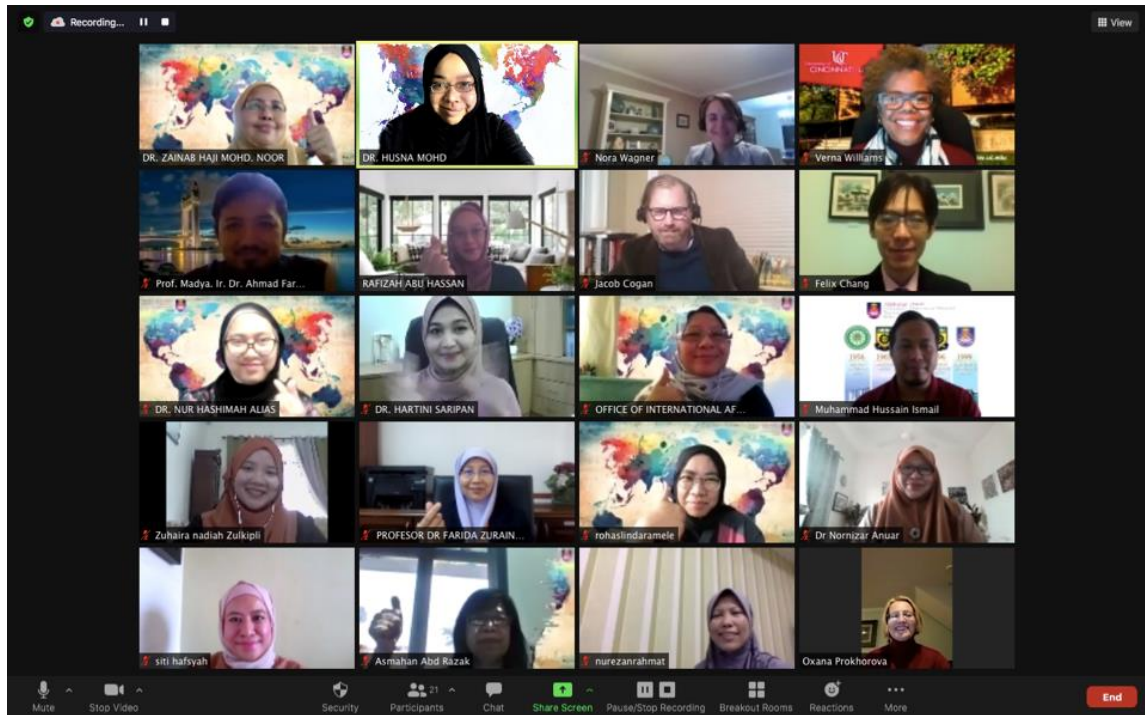 Recording...
View
DR. ZAINAB HAJI MOHD. NOOR
DR. HUSNA MOHD
Nora Wagner
CINCINNATI
Verna Williams
Prof. Madya. Ir. Dr. Ahmad Far...
RAFIZAH ABU HASSAN
Jacob Cogan
Felix Chang
DR. NUR HASHIMAH ALIAS
DR. HARTINI SARIPAN
OFFICE OF INTERNATIONAL AF...
1956
1999
Muhammad Hussain Ismail
Zuhaira nadiah Zulkipli
PROFESOR DR FARIDA ZURAIN...
rohaslindaramele
Dr Nornizar Anuar
siti hafsyah
Asmahan Abd Razak
nurezanrahmat
Oxana Prokhorova
Mute
Stop Video
Security
Participants
21
Chat
Share Screen
Pause/Stop Recording
Breakout Rooms
Reactions
More
End